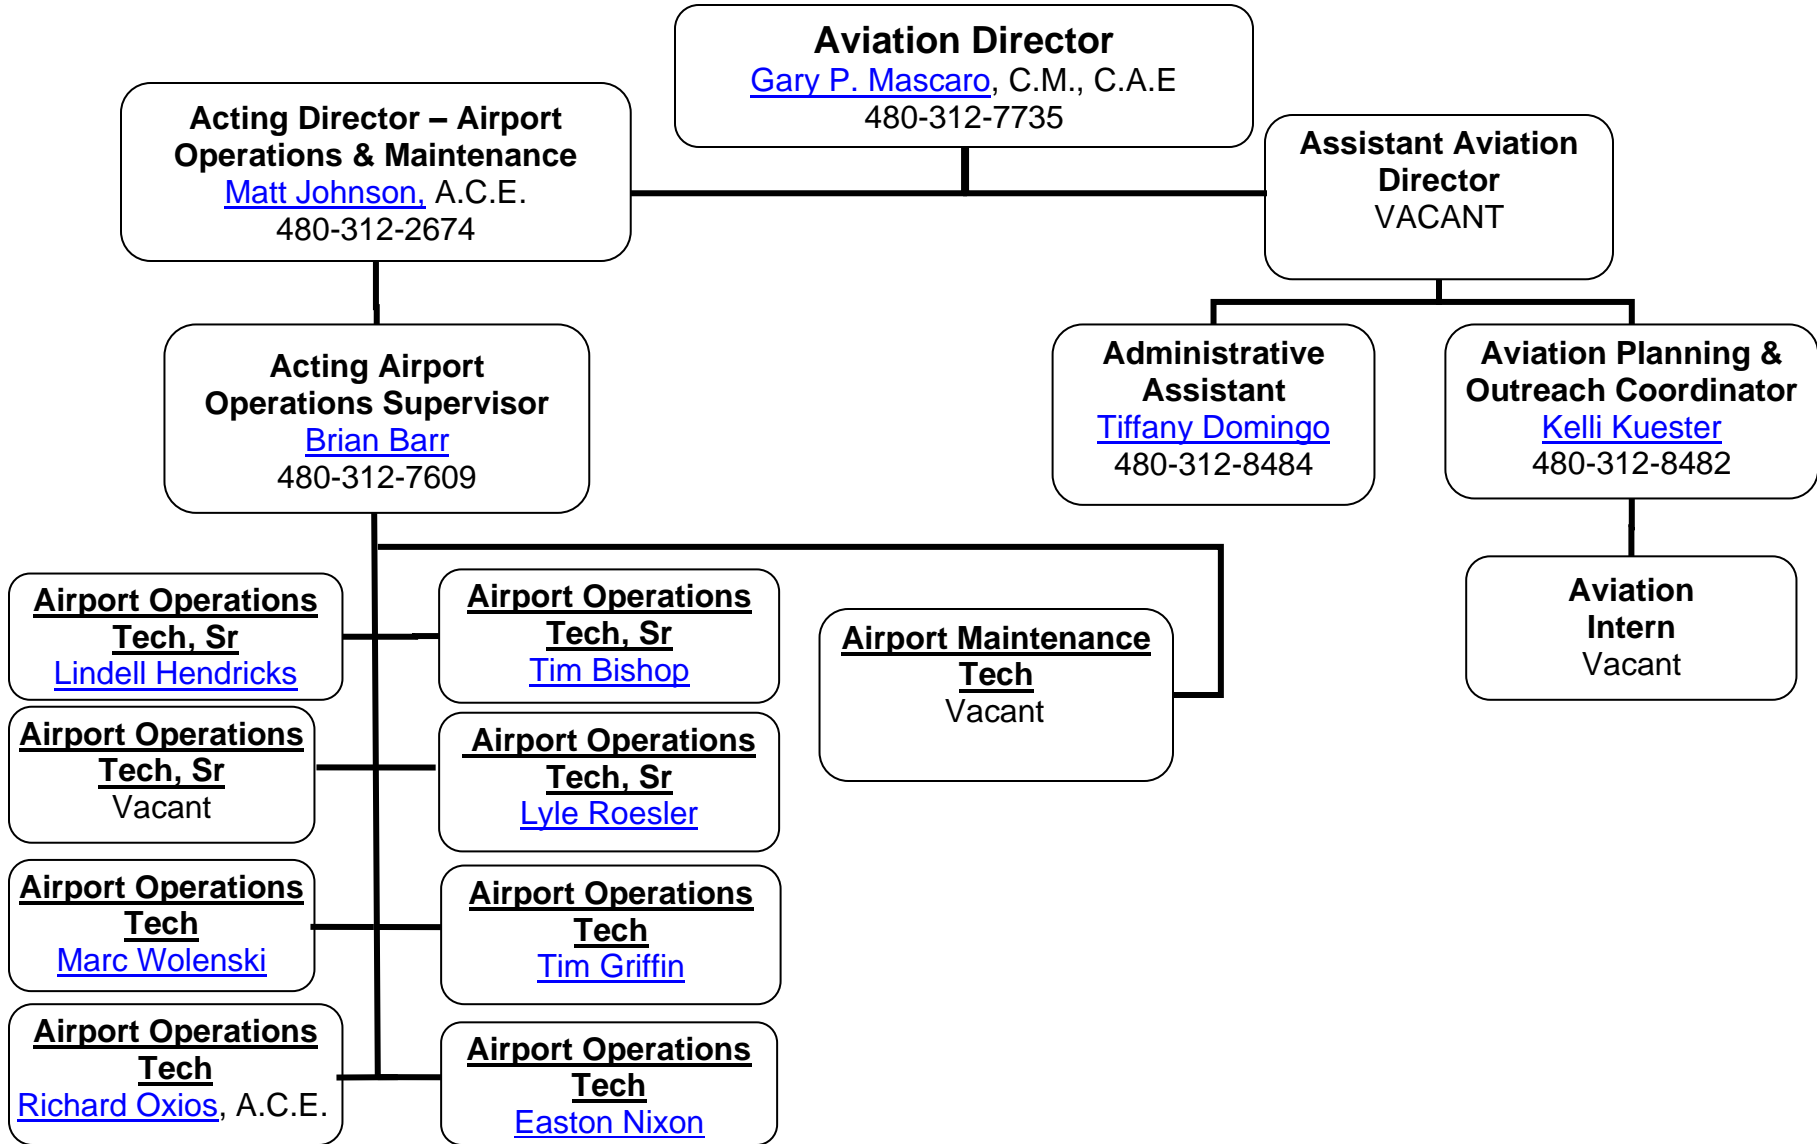 Aviation Director
Gary P. Mascaro, C.M., C.A.E
480-312-7735
Acting Director – Airport
Operations & Maintenance
Matt Johnson, A.C.E.
480-312-2674
Assistant Aviation
Director
VACANT
Acting Airport
Operations Supervisor
Brian Barr
480-312-7609
Administrative
Assistant
Tiffany Domingo
480-312-8484
Aviation Planning &
Outreach Coordinator
Kelli Kuester
480-312-8482
Airport Operations
Tech, Sr
Lindell Hendricks
Airport Operations
Tech, Sr
Tim Bishop
Airport Maintenance
Tech
Vacant
Aviation
Intern
Vacant
Airport Operations
Tech, Sr
Vacant
Airport Operations
Tech, Sr
Lyle Roesler
Airport Operations
Tech
Marc Wolenski
Airport Operations
Tech
Tim Griffin
Airport Operations
Tech
Richard Oxios, A.C.E.
Airport Operations
Tech
Easton Nixon